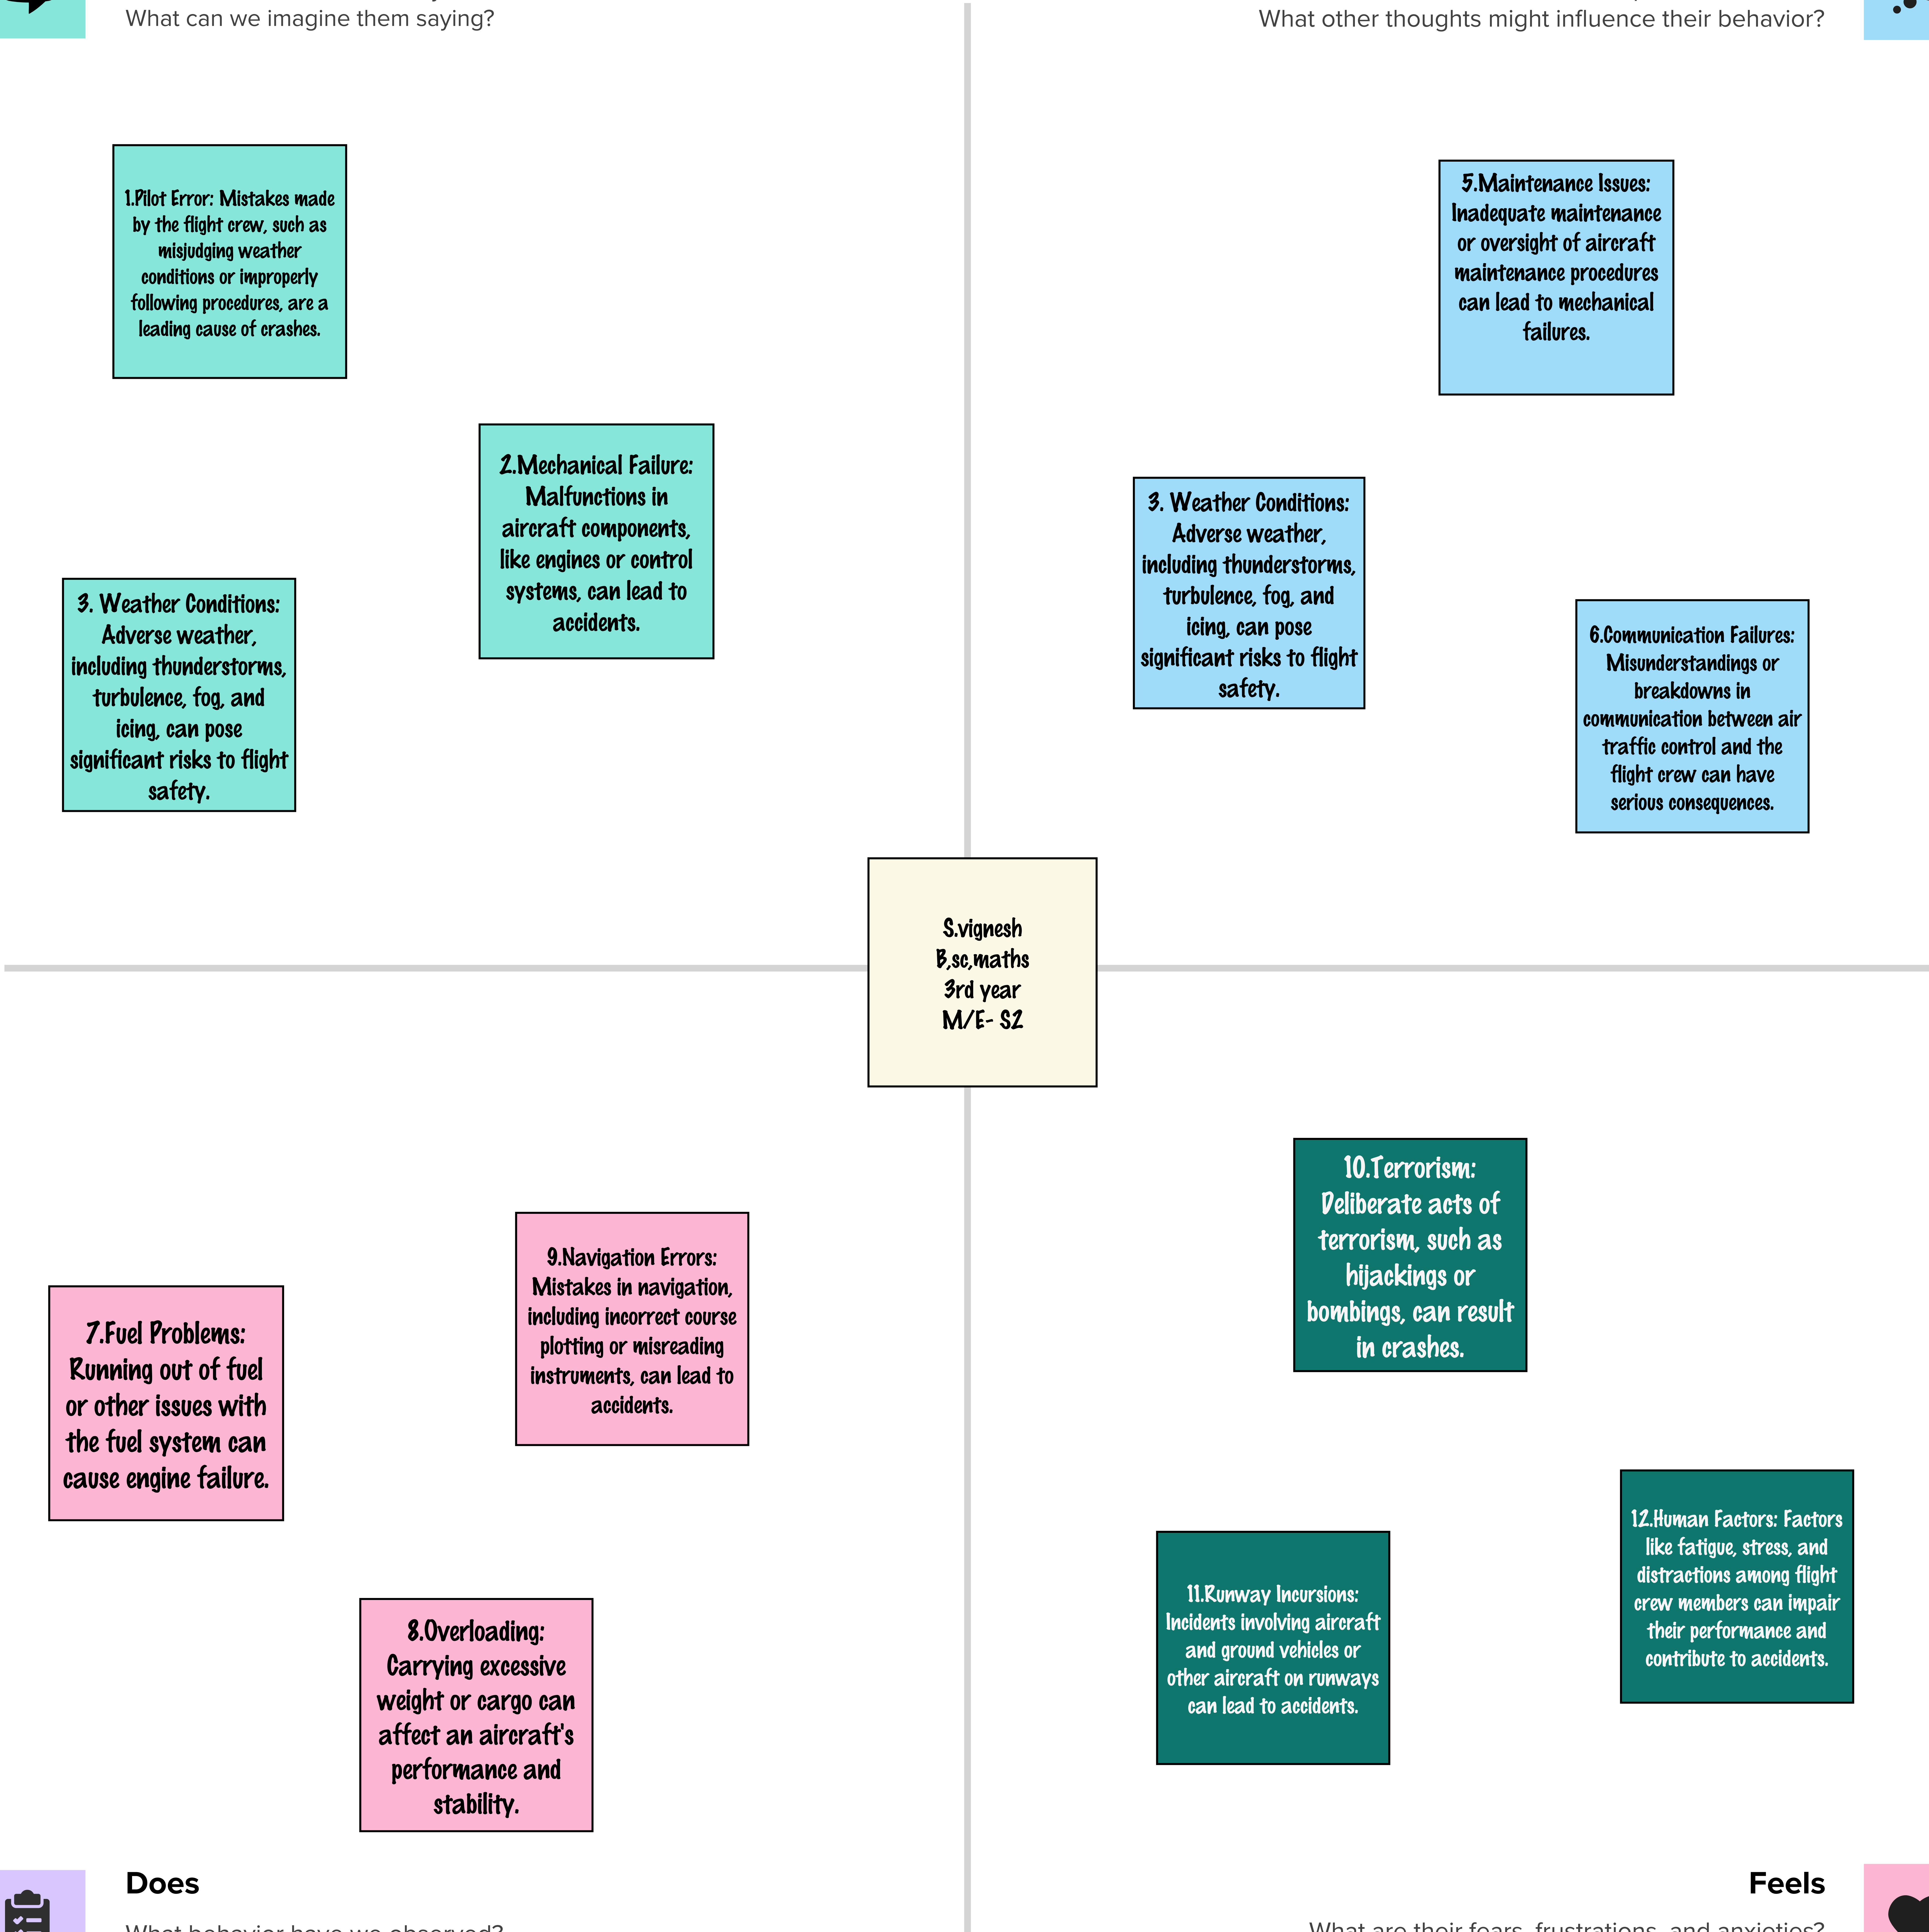 What can we imagine them saying?
What other thoughts might influence their behavior?
1.Pilot Error: Mistakes made
by the flight crew, such as
misjudging weather
conditions or improperly
following procedures, are a
leading cause of crashes.
2.Mechanical Failure:
Malfunctions in
aircraft components,
like engines or control
systems, can lead to
accidents.
3. Weather Conditions:
Adverse weather,
including thunderstorms,
turbulence, fog, and
icing, can pose
significant risks to flight
safety.
5.Maintenance Issues:
Inadequate maintenance
or oversight of aircraft
maintenance procedures
can lead to mechanical
failures.
3. Weather Conditions:
Adverse weather,
including thunderstorms,
turbulence, fog, and
icing, can pose
significant risks to flight
safety.
6.Communication Failures:
Misunderstandings or
breakdowns in
communication between air
traffic control and the
flight crew can have
serious consequences.
S.vignesh
B,sc,maths
3rd year
M/E- S2
9.Navigation Errors:
Mistakes in navigation,
including incorrect course
plotting or misreading
instruments, can lead to
accidents.
7.Fuel Problems:
Running out of fuel
or other issues with
the fuel system can
cause engine failure.
8.Overloading:
Carrying excessive
weight or cargo can
affect an aircraft's
performance and
stability.
10.Terrorism:
Deliberate acts of
terrorism, such as
hijackings or
bombings, can result
in crashes.
11.Runway Incursions:
Incidents involving aircraft
and ground vehicles or
other aircraft on runways
can lead to accidents.
12.Human Factors: Factors
like fatigue, stress, and
distractions among flight
crew members can impair
their performance and
contribute to accidents.
Does
What behavior have we observed?
Feels
What are their fears, frustrations, and anxieties?